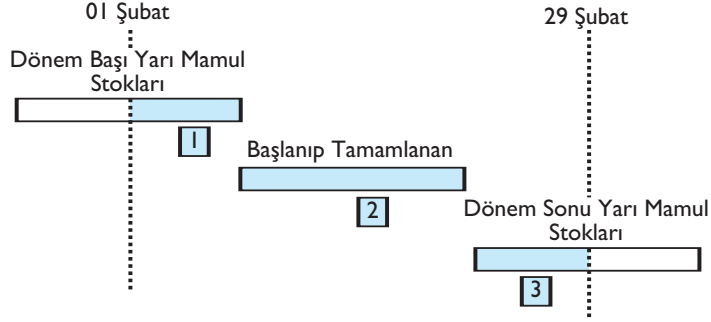 01 Şubat
29 Şubat
Dönem Başı Yarı Mamul
Stokları
1
Başlanıp Tamamlanan
2
Dönem Sonu Yarı Mamul
Stokları
3